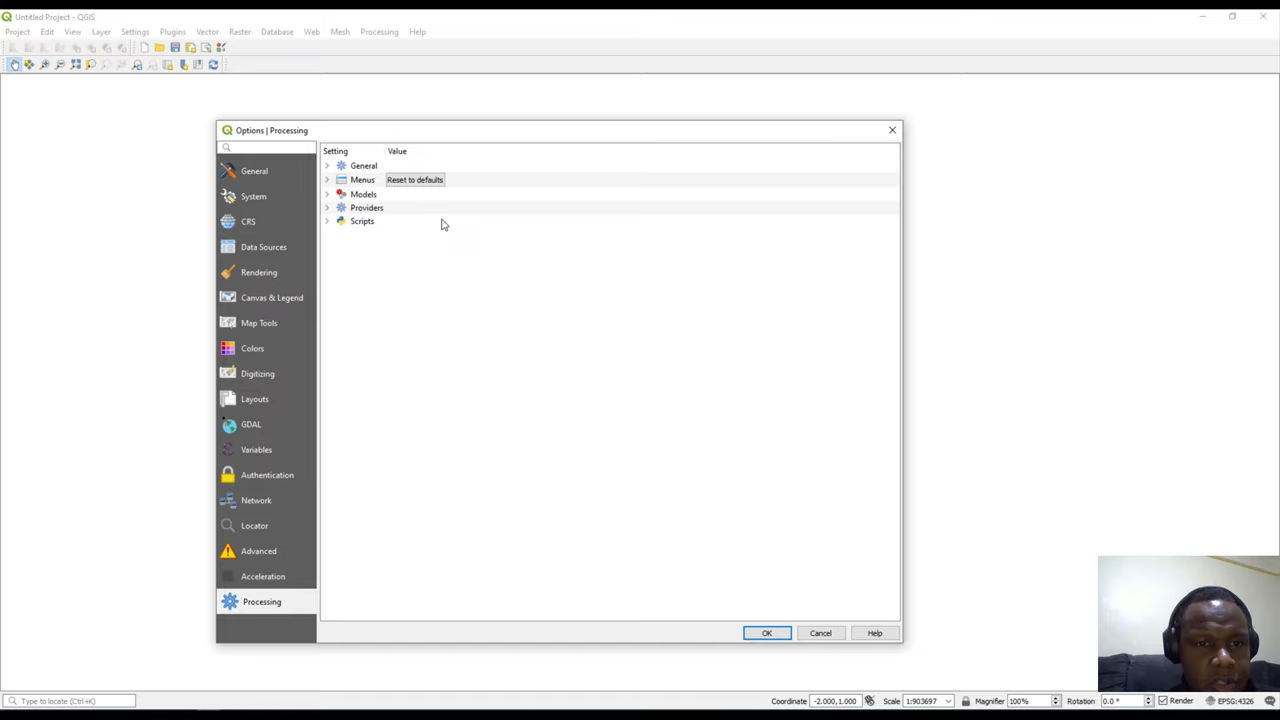 Untitled Project - QGIS
Project Edit View Layer Settings Plugins Vector Raster Database Web Mesh Processing Help
Options | Processing
Setting Value
General
Menus Reset to defaults
Models
Providers
Scripts
General
System
CRS
Data Sources
Rendering
Canvas & Legend
Map Tools
Colors
Digitizing
Layouts
GDAL
Variables
Authentication
Network
Locator
Advanced
Acceleration
Processing
OK Cancel Help
Type to locate (Ctrl+K) Coordinate -2.000,1.000 Scale 1:903697 Magnifier 100% Rotation 0.0 ° Render EPSG:4326